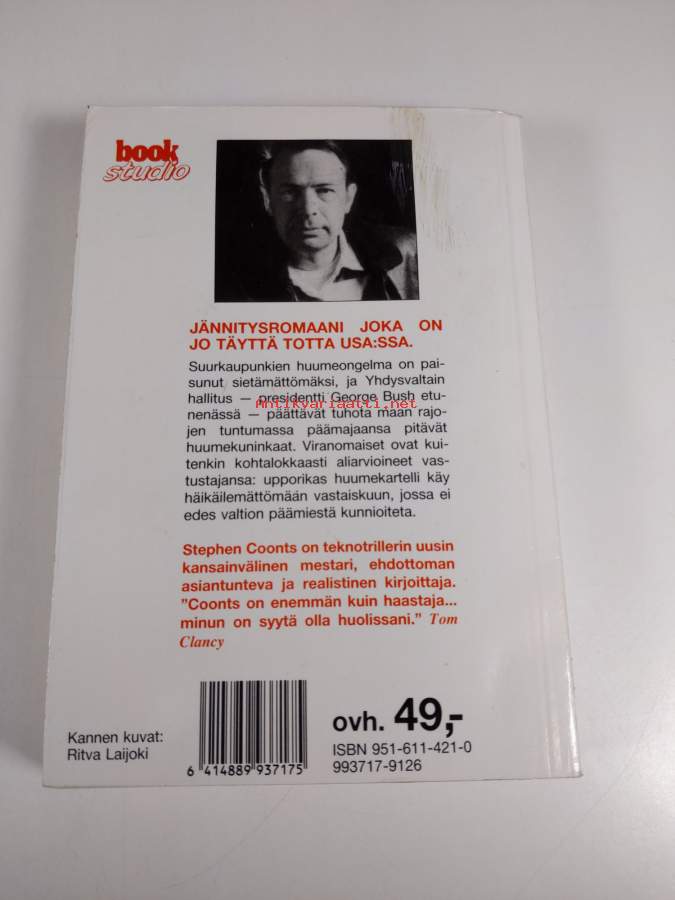 book
studio
JÄNNITYSROMAANI JOKA ON
JO TÄYTTÄ TOTTA USA:SSA.
Suurkaupunkien huumeongelma on pai-
sunut sietämättömäksi, ja Yhdysvaltain
hallitus — presidentti George Bush etu-
Antikvariaatti.net
nenässä — päättävät tuhota maan rajo-
jen tuntumassa päämajaansa pitävät
huumekuninkaat. Viranomaiset ovat kui-
tenkin kohtalokkaasti aliarvioineet vas-
tustajansa: upporikas huumekartelli käy
häikäilemättömään vastaiskuun, jossa ei
edes valtion päämiestä kunnioiteta.
Stephen Coonts on teknotrillerin uusin
kansainvälinen mestari, ehdottoman
asiantunteva ja realistinen kirjoittaja.
”Coonts on enemmän kuin haastaja...
minun on syytä olla huolissani.” Tom
Clancy
Kannen kuvat:
Ritva Laijoki
6 414889 937175
ovh. 49,-
ISBN 951-611-421-0
993717-9126